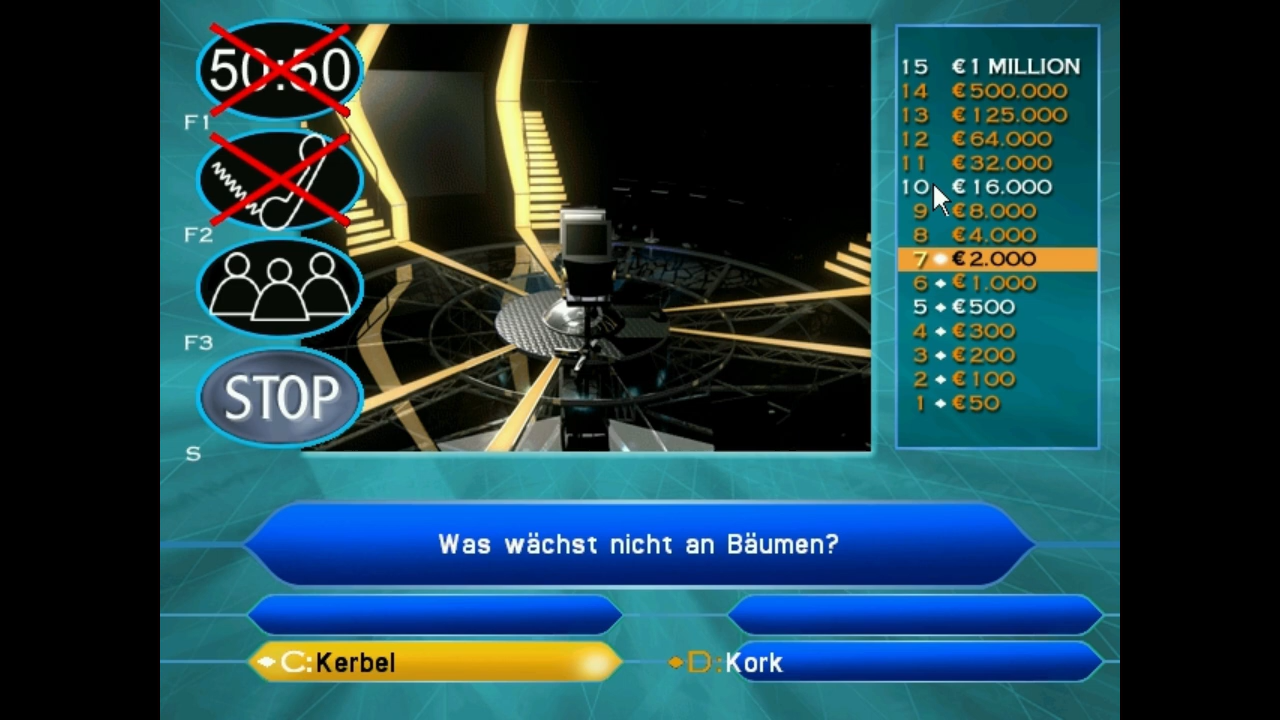 50:50
F1
F2
F3
STOP
S
15 € 1 MILLION
14 € 500.000
13 € 125.000
12 € 64.000
11 € 32.000
10 € 16.000
9 € 8.000
8 € 4.000
7 € 2.000
6 € 1.000
5 € 500
4 € 300
3 € 200
2 € 100
1 € 50
Was wächst nicht an Bäumen?
C: Kerbel
D: Kork